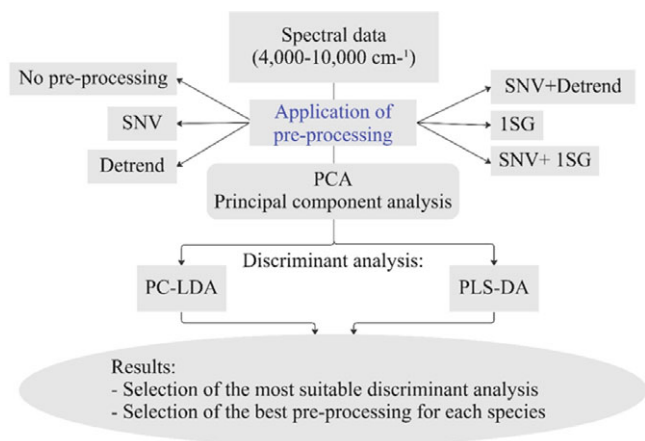 Spectral data
(4,000-10,000 cm-¹)
No pre-processing
SNV
Detrend
Application of
pre-processing
SNV+Detrend
1SG
SNV+ 1SG
PCA
Principal component analysis
Discriminant analysis:
PC-LDA
PLS-DA
Results:
- Selection of the most suitable discriminant analysis
- Selection of the best pre-processing for each species